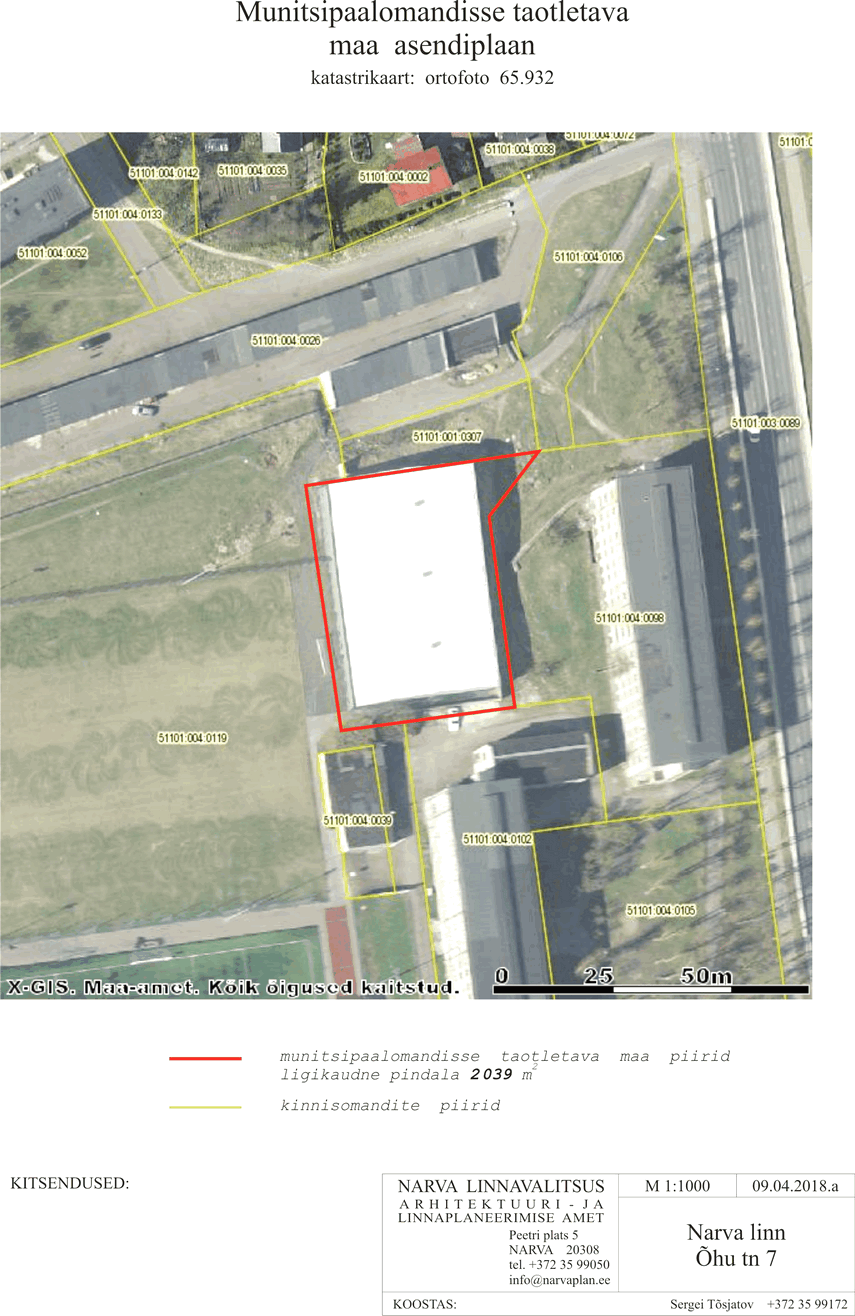 Munitsipaalomandisse taotletava
maa asendiplaan
katastrikaart: ortofoto 65.932
51101:004:0072
51101:004:0038
51101:004:0142
51101:004:0035
51101:004:0002
51101:004:0133
51101:004:0052
51101:004:0106
51101:004:0026
51101:003:0089
51101:001:0307
51101:004:0098
51101:004:0119
51101:004:0039
51101:004:0102
51101:004:0105
0 25 50m
X-GIS. Maa-amet. Kõik õigused kaitstud.
munitsipaalomandisse taotletava maa piirid
ligikaudne pindala 2039 m²
kinnisomandite piirid
KITSENDUSED:
NARVA LINNAVALITSUS
ARHITEKTUURI-JA
LINNAPLANEERIMISE AMET
Peetri plats 5
NARVA 20308
tel. +372 35 99050
info@narvaplan.ee
M 1:1000 09.04.2018.a
Narva linn
Õhu tn 7
KOOSTAS: Sergei Tõsjatov +372 35 99172